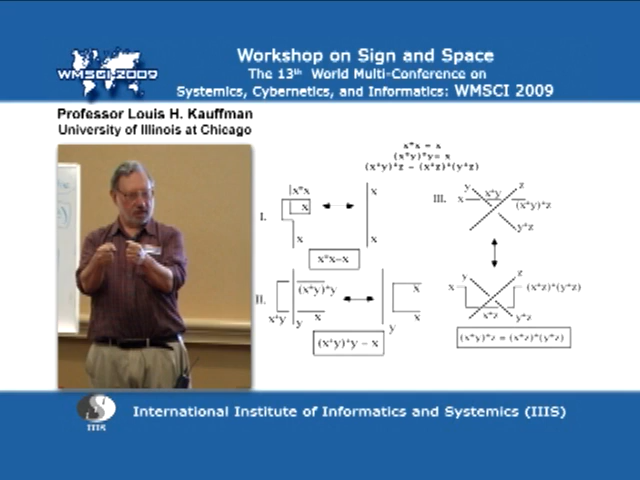 Workshop on Sign and Space
The 13th World Multi-Conference on
Systemics, Cybernetics, and Informatics: WMSCI 2009
WMSCI 2009
Professor Louis H. Kauffman
University of Illinois at Chicago
x*x = x
(x*y)*y = x
(x*y)*z = (x*z)*(y*z)
I.
x*x
x
x
x
x
x*x = x
II.
(x*y)*y
x
x*y
y
x
x
x
y
(x*y)*y = x
III.
y
z
x
x*y
(x*y)*z
y*z
y
z
x
(x*z)*(y*z)
x*z
y*z
(x*y)*z = (x*z)*(y*z)
IIIS
International Institute of Informatics and Systemics (IIIS)